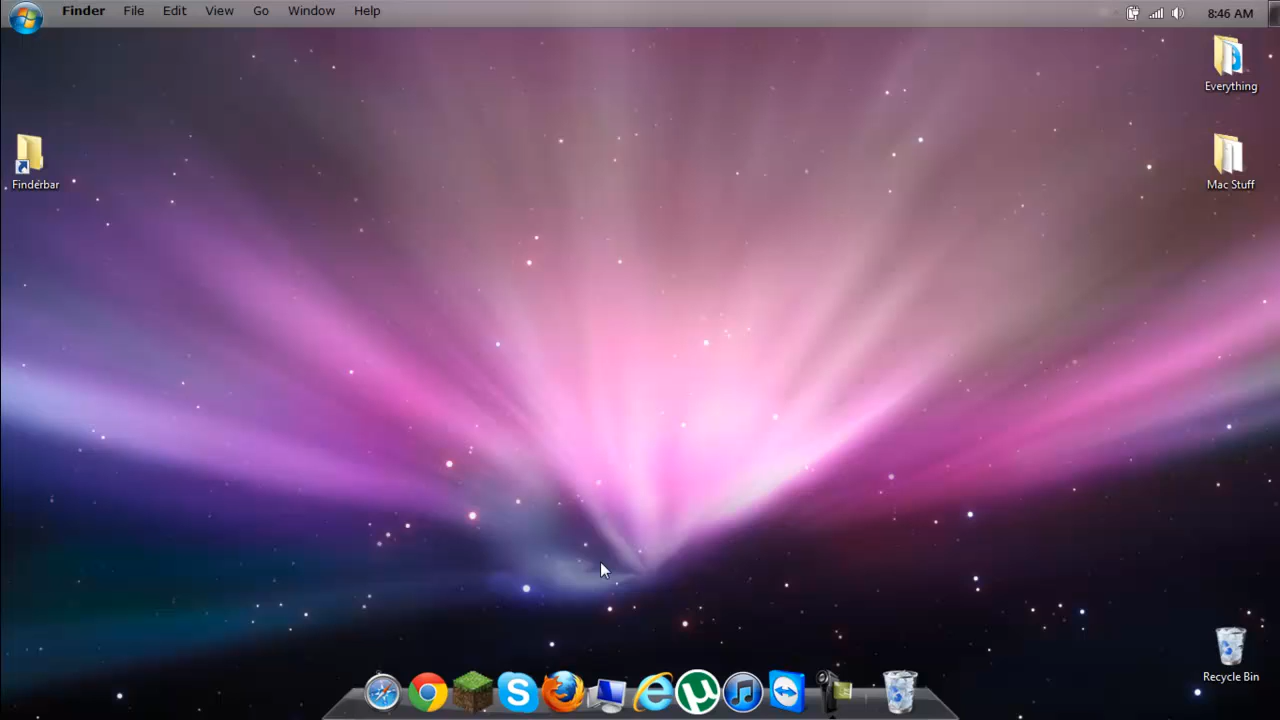 Finder File Edit View Go Window Help 8:46 AM
Everything
Finderbar
Mac Stuff
Recycle Bin